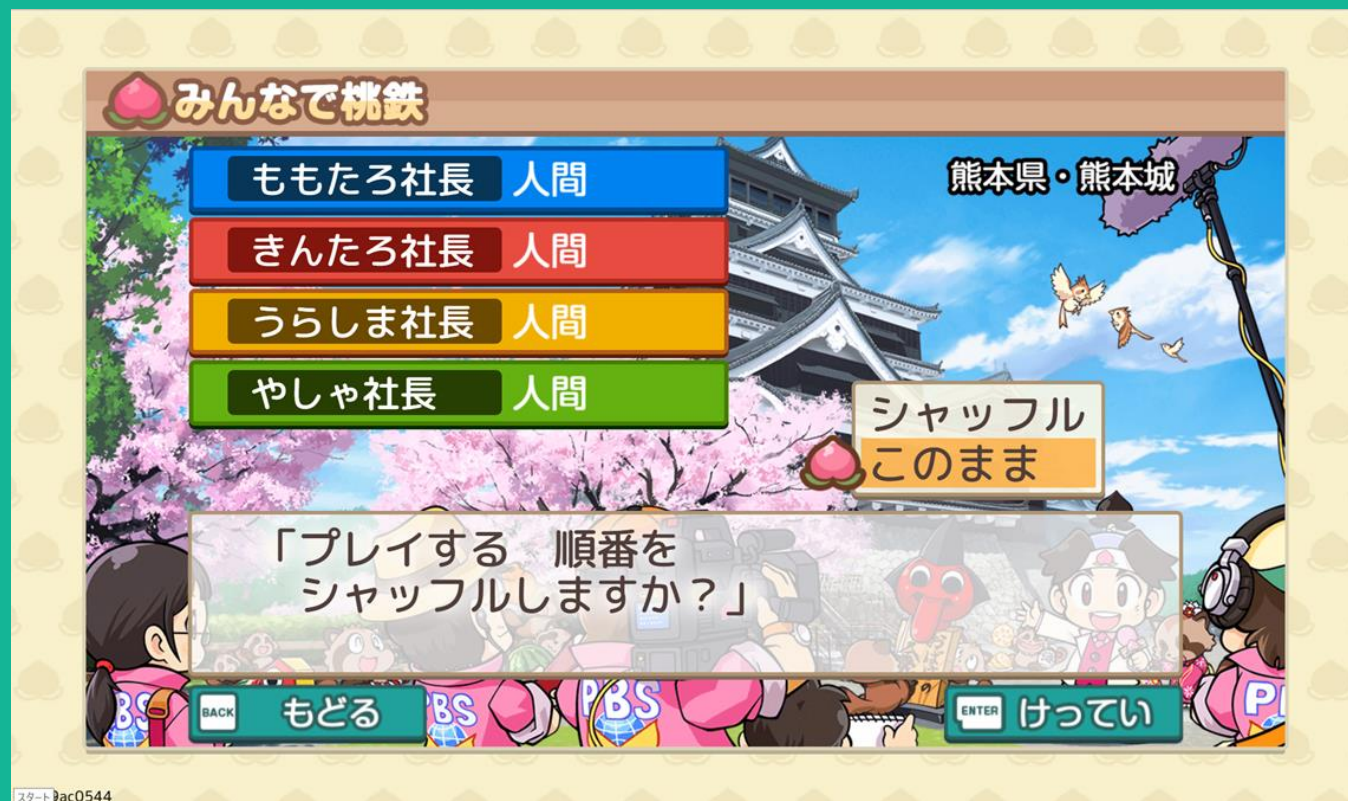 みんなで桃鉄
ももたろ社長 人間
熊本県・熊本城
きんたろ社長 人間
うらしま社長 人間
やしゃ社長 人間
シャッフル
このまま
「プレイする 順番を
シャッフルしますか？」
BACK もどる
ENTER けってい
PBS
PBS
スタート